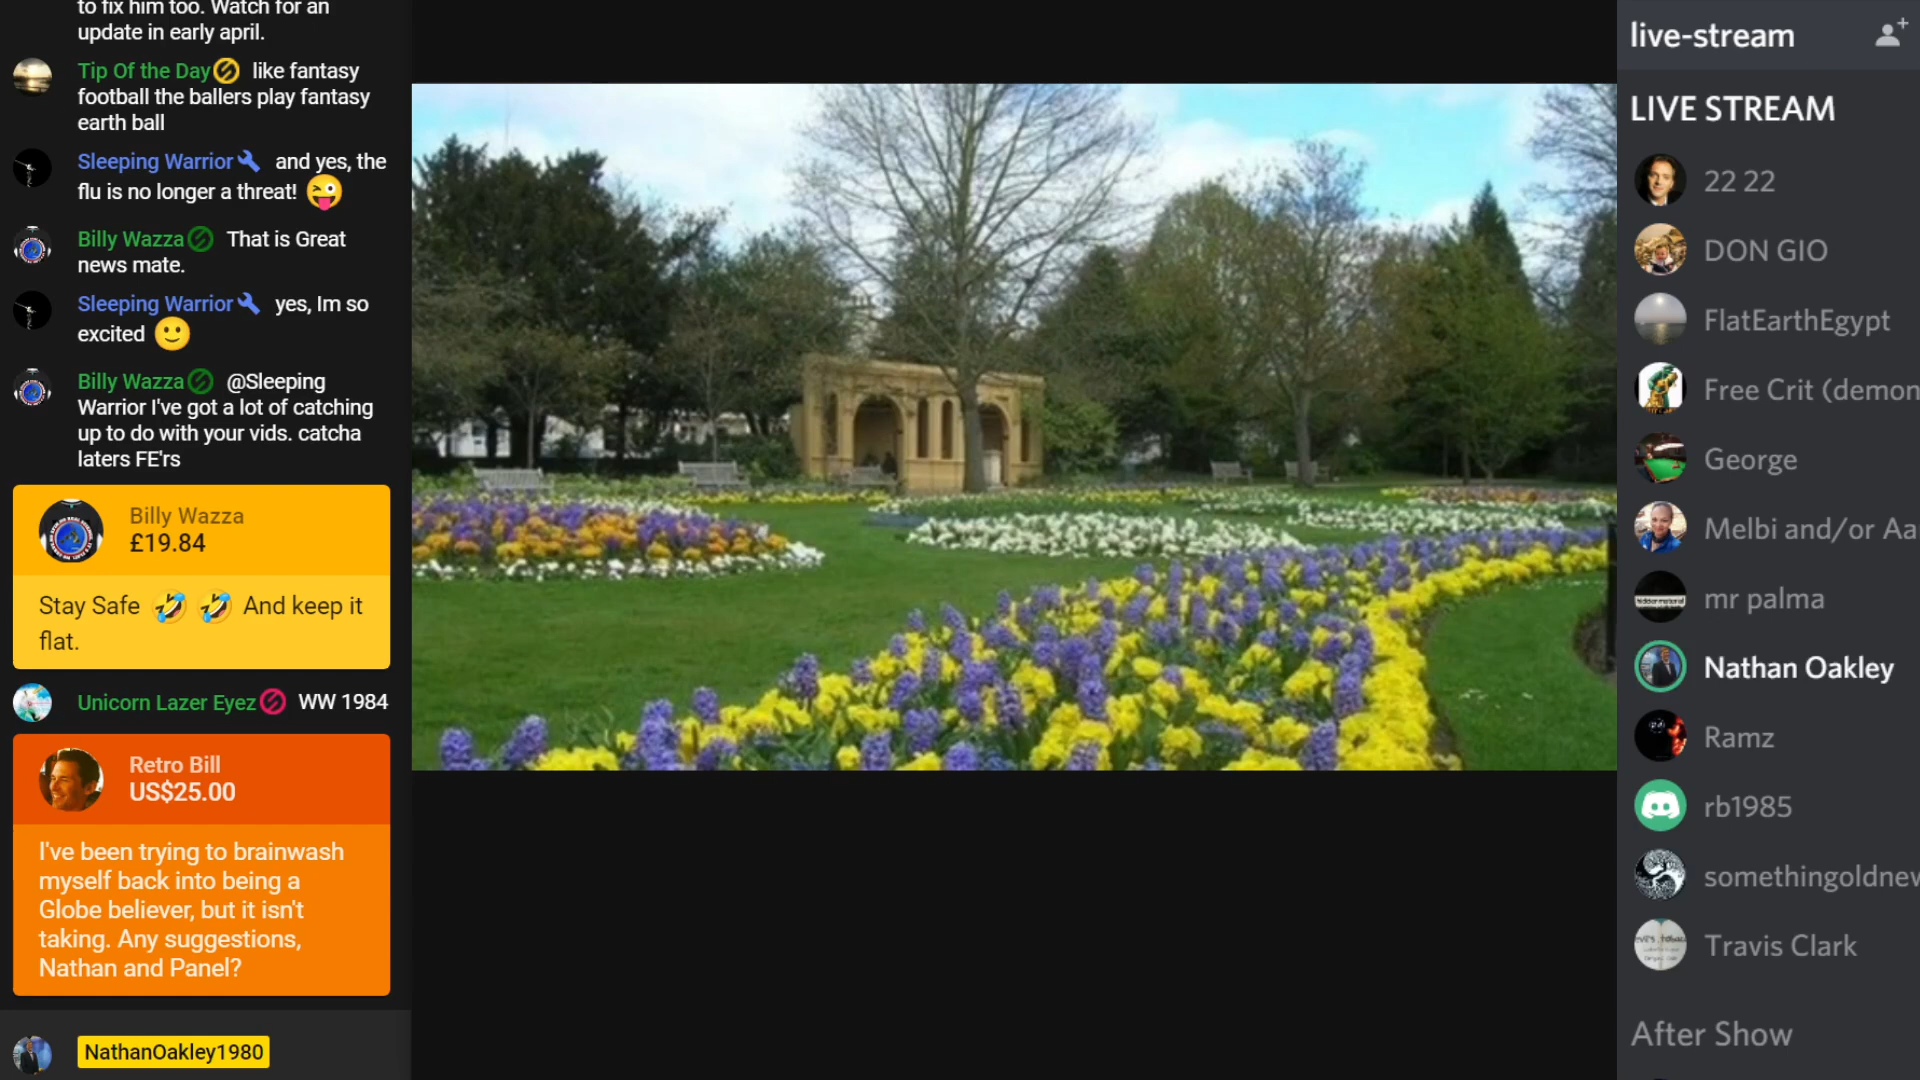 to fix him too. Watch for an
update in early april.
Tip Of the Day like fantasy
football the ballers play fantasy
earth ball
Sleeping Warrior and yes, the
flu is no longer a threat! 😜
Billy Wazza That is Great
news mate.
Sleeping Warrior yes, Im so
excited 🙂
Billy Wazza @Sleeping
Warrior I've got a lot of catching
up to do with your vids. catcha
laters FE'rs
Billy Wazza
£19.84
Stay Safe 🤣 🤣 And keep it
flat.
Unicorn Lazer Eyez WW 1984
Retro Bill
US$25.00
I've been trying to brainwash
myself back into being a
Globe believer, but it isn't
taking. Any suggestions,
Nathan and Panel?
NathanOakley1980
live-stream
LIVE STREAM
22 22
DON GIO
FlatEarthEgypt
Free Crit (demon
George
Melbi and/or Aa
mr palma
Nathan Oakley
Ramz
rb1985
somethingoldnew
Travis Clark
After Show